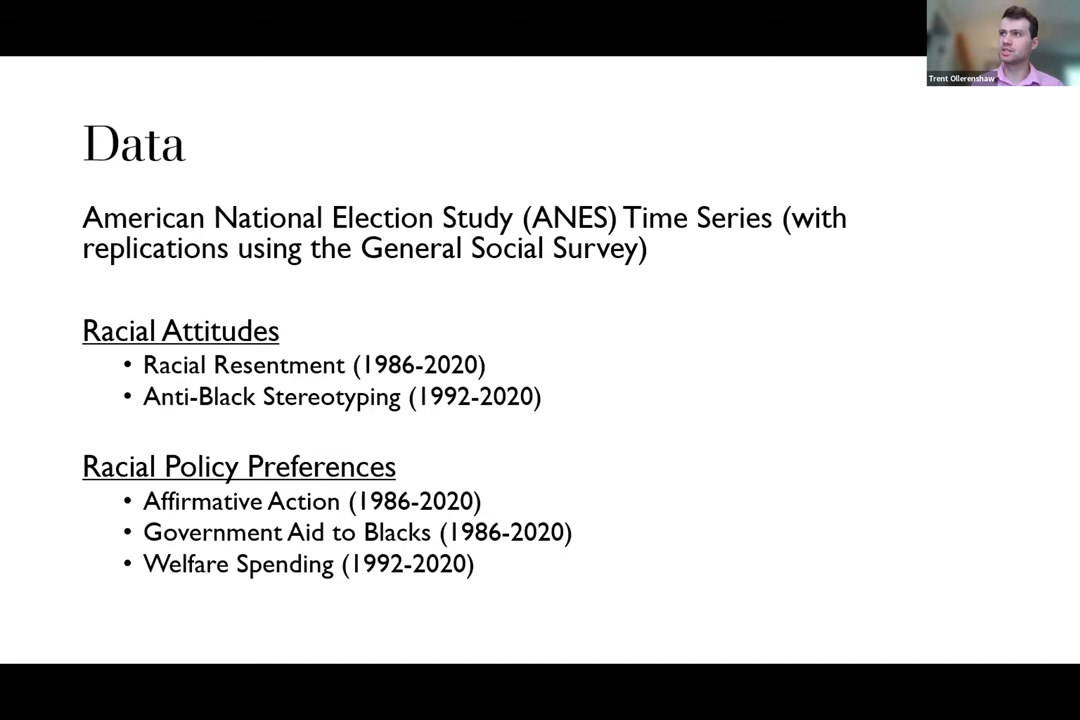 Trent Ollerenshaw
Data
American National Election Study (ANES) Time Series (with
replications using the General Social Survey)
Racial Attitudes
• Racial Resentment (1986-2020)
• Anti-Black Stereotyping (1992-2020)
Racial Policy Preferences
• Affirmative Action (1986-2020)
• Government Aid to Blacks (1986-2020)
• Welfare Spending (1992-2020)